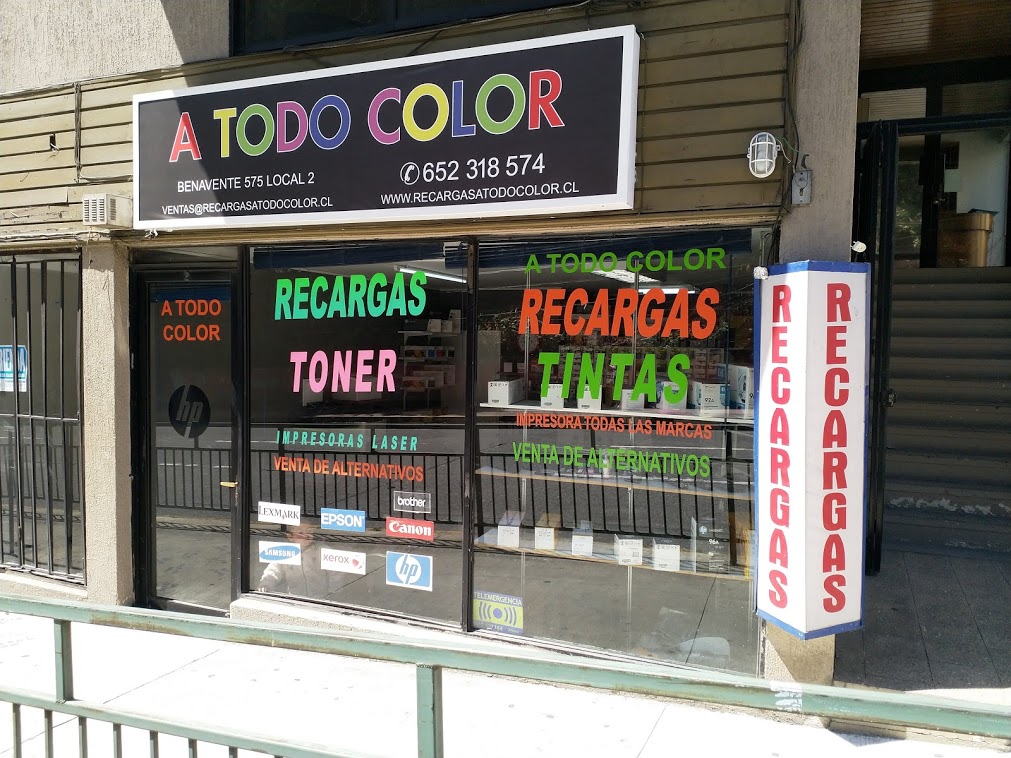 A TODO COLOR
BENAVENTE 575 LOCAL 2
✆652 318 574
VENTAS@RECARGASATODOCOLOR.CL
WWW.RECARGASATODOCOLOR.CL
A TODO
COLOR
hp
RECARGAS
TONER
IMPRESORAS LASER
VENTA DE ALTERNATIVOS
brother
LEXMARK
EPSON
Canon
SAMSUNG
xerox
hp
A TODO COLOR
RECARGAS
TINTAS
IMPRESORA TODAS LAS MARCAS
VENTA DE ALTERNATIVOS
92A
96A
TELEMERGENCIA
RECARGAS
RECARGAS